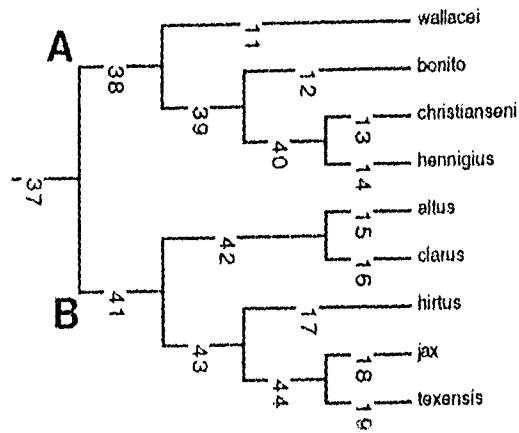 wallacei
11
A
bonito
38
12
39
christianseni
13
40
hennigius
14
37
altus
15
42
clarus
16
41
B
hirtus
17
43
jax
18
44
texensis
19